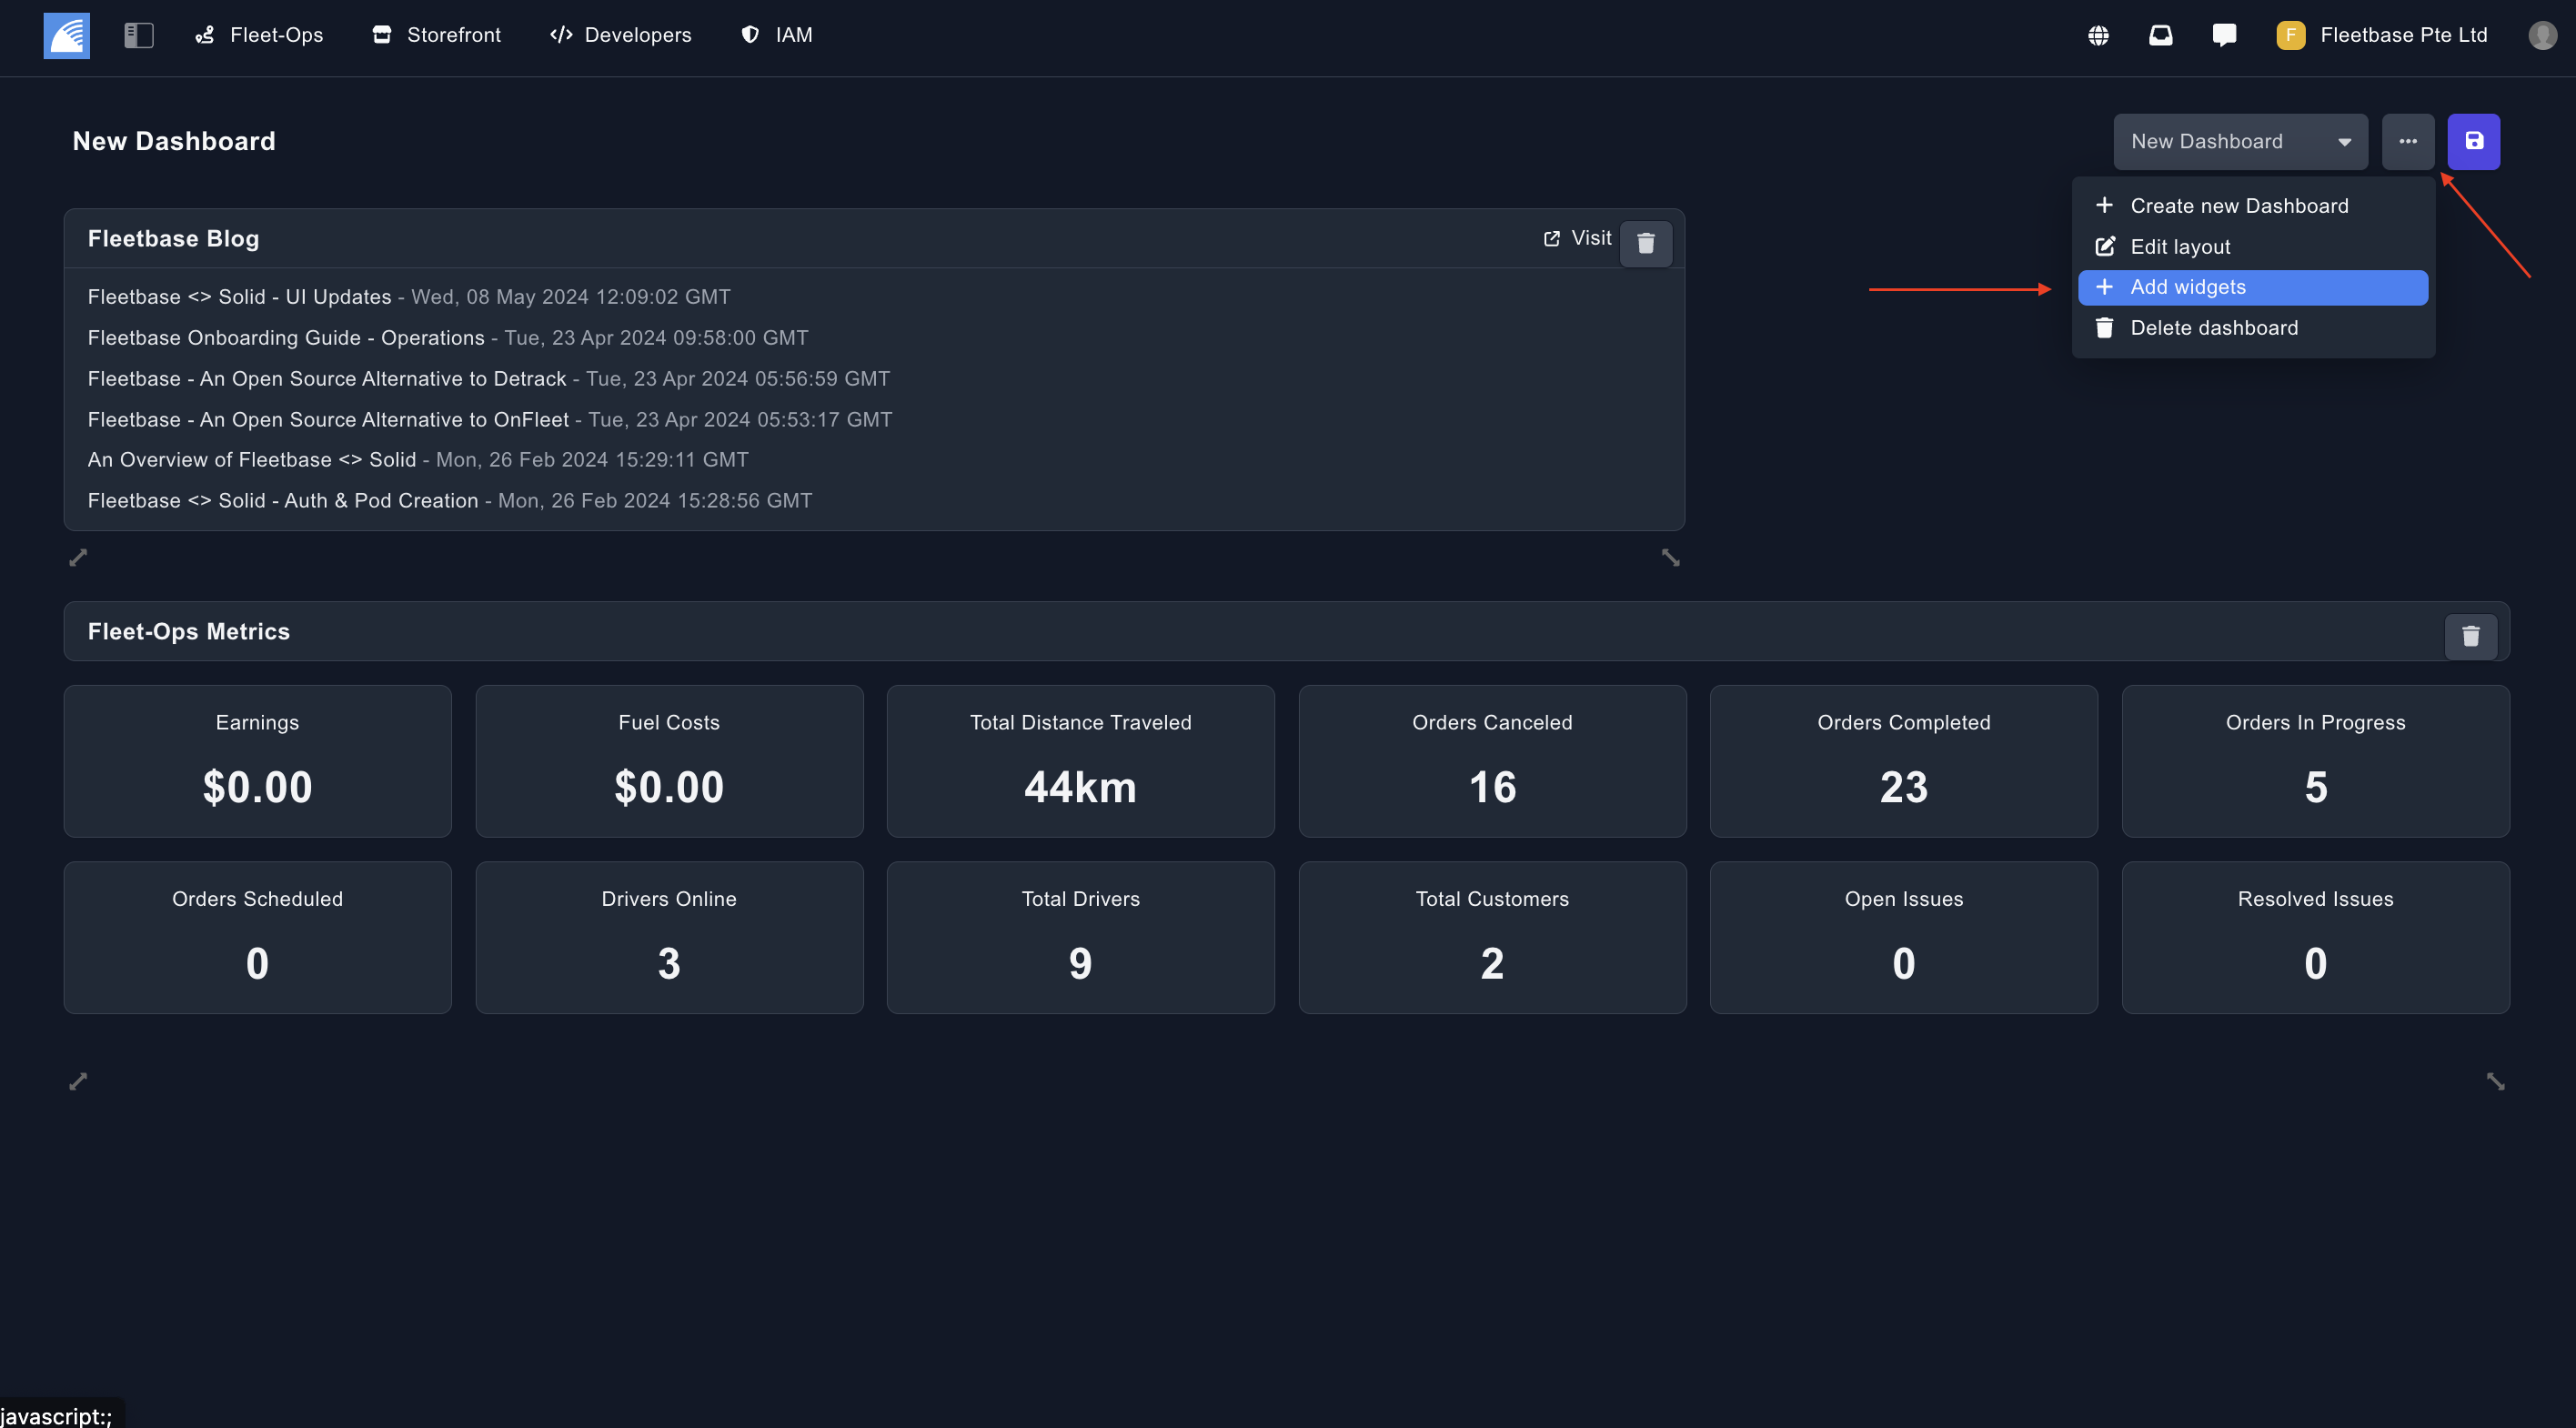 Fleet-Ops Storefront Developers IAM F Fleetbase Pte Ltd
New Dashboard
New Dashboard
Create new Dashboard
Edit layout
Add widgets
Delete dashboard
Fleetbase Blog Visit
Fleetbase <> Solid - UI Updates - Wed, 08 May 2024 12:09:02 GMT
Fleetbase Onboarding Guide - Operations - Tue, 23 Apr 2024 09:58:00 GMT
Fleetbase - An Open Source Alternative to Detrack - Tue, 23 Apr 2024 05:56:59 GMT
Fleetbase - An Open Source Alternative to OnFleet - Tue, 23 Apr 2024 05:53:17 GMT
An Overview of Fleetbase <> Solid - Mon, 26 Feb 2024 15:29:11 GMT
Fleetbase <> Solid - Auth & Pod Creation - Mon, 26 Feb 2024 15:28:56 GMT
Fleet-Ops Metrics
Earnings
$0.00
Fuel Costs
$0.00
Total Distance Traveled
44km
Orders Canceled
16
Orders Completed
23
Orders In Progress
5
Orders Scheduled
0
Drivers Online
3
Total Drivers
9
Total Customers
2
Open Issues
0
Resolved Issues
0
javascript:;